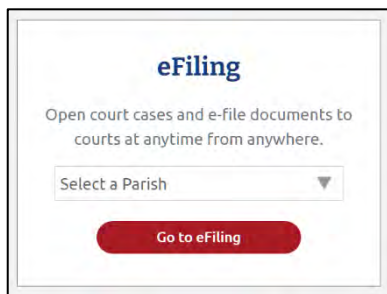 eFiling
Open court cases and e-file documents to
courts at anytime from anywhere.
Select a Parish
Go to eFiling